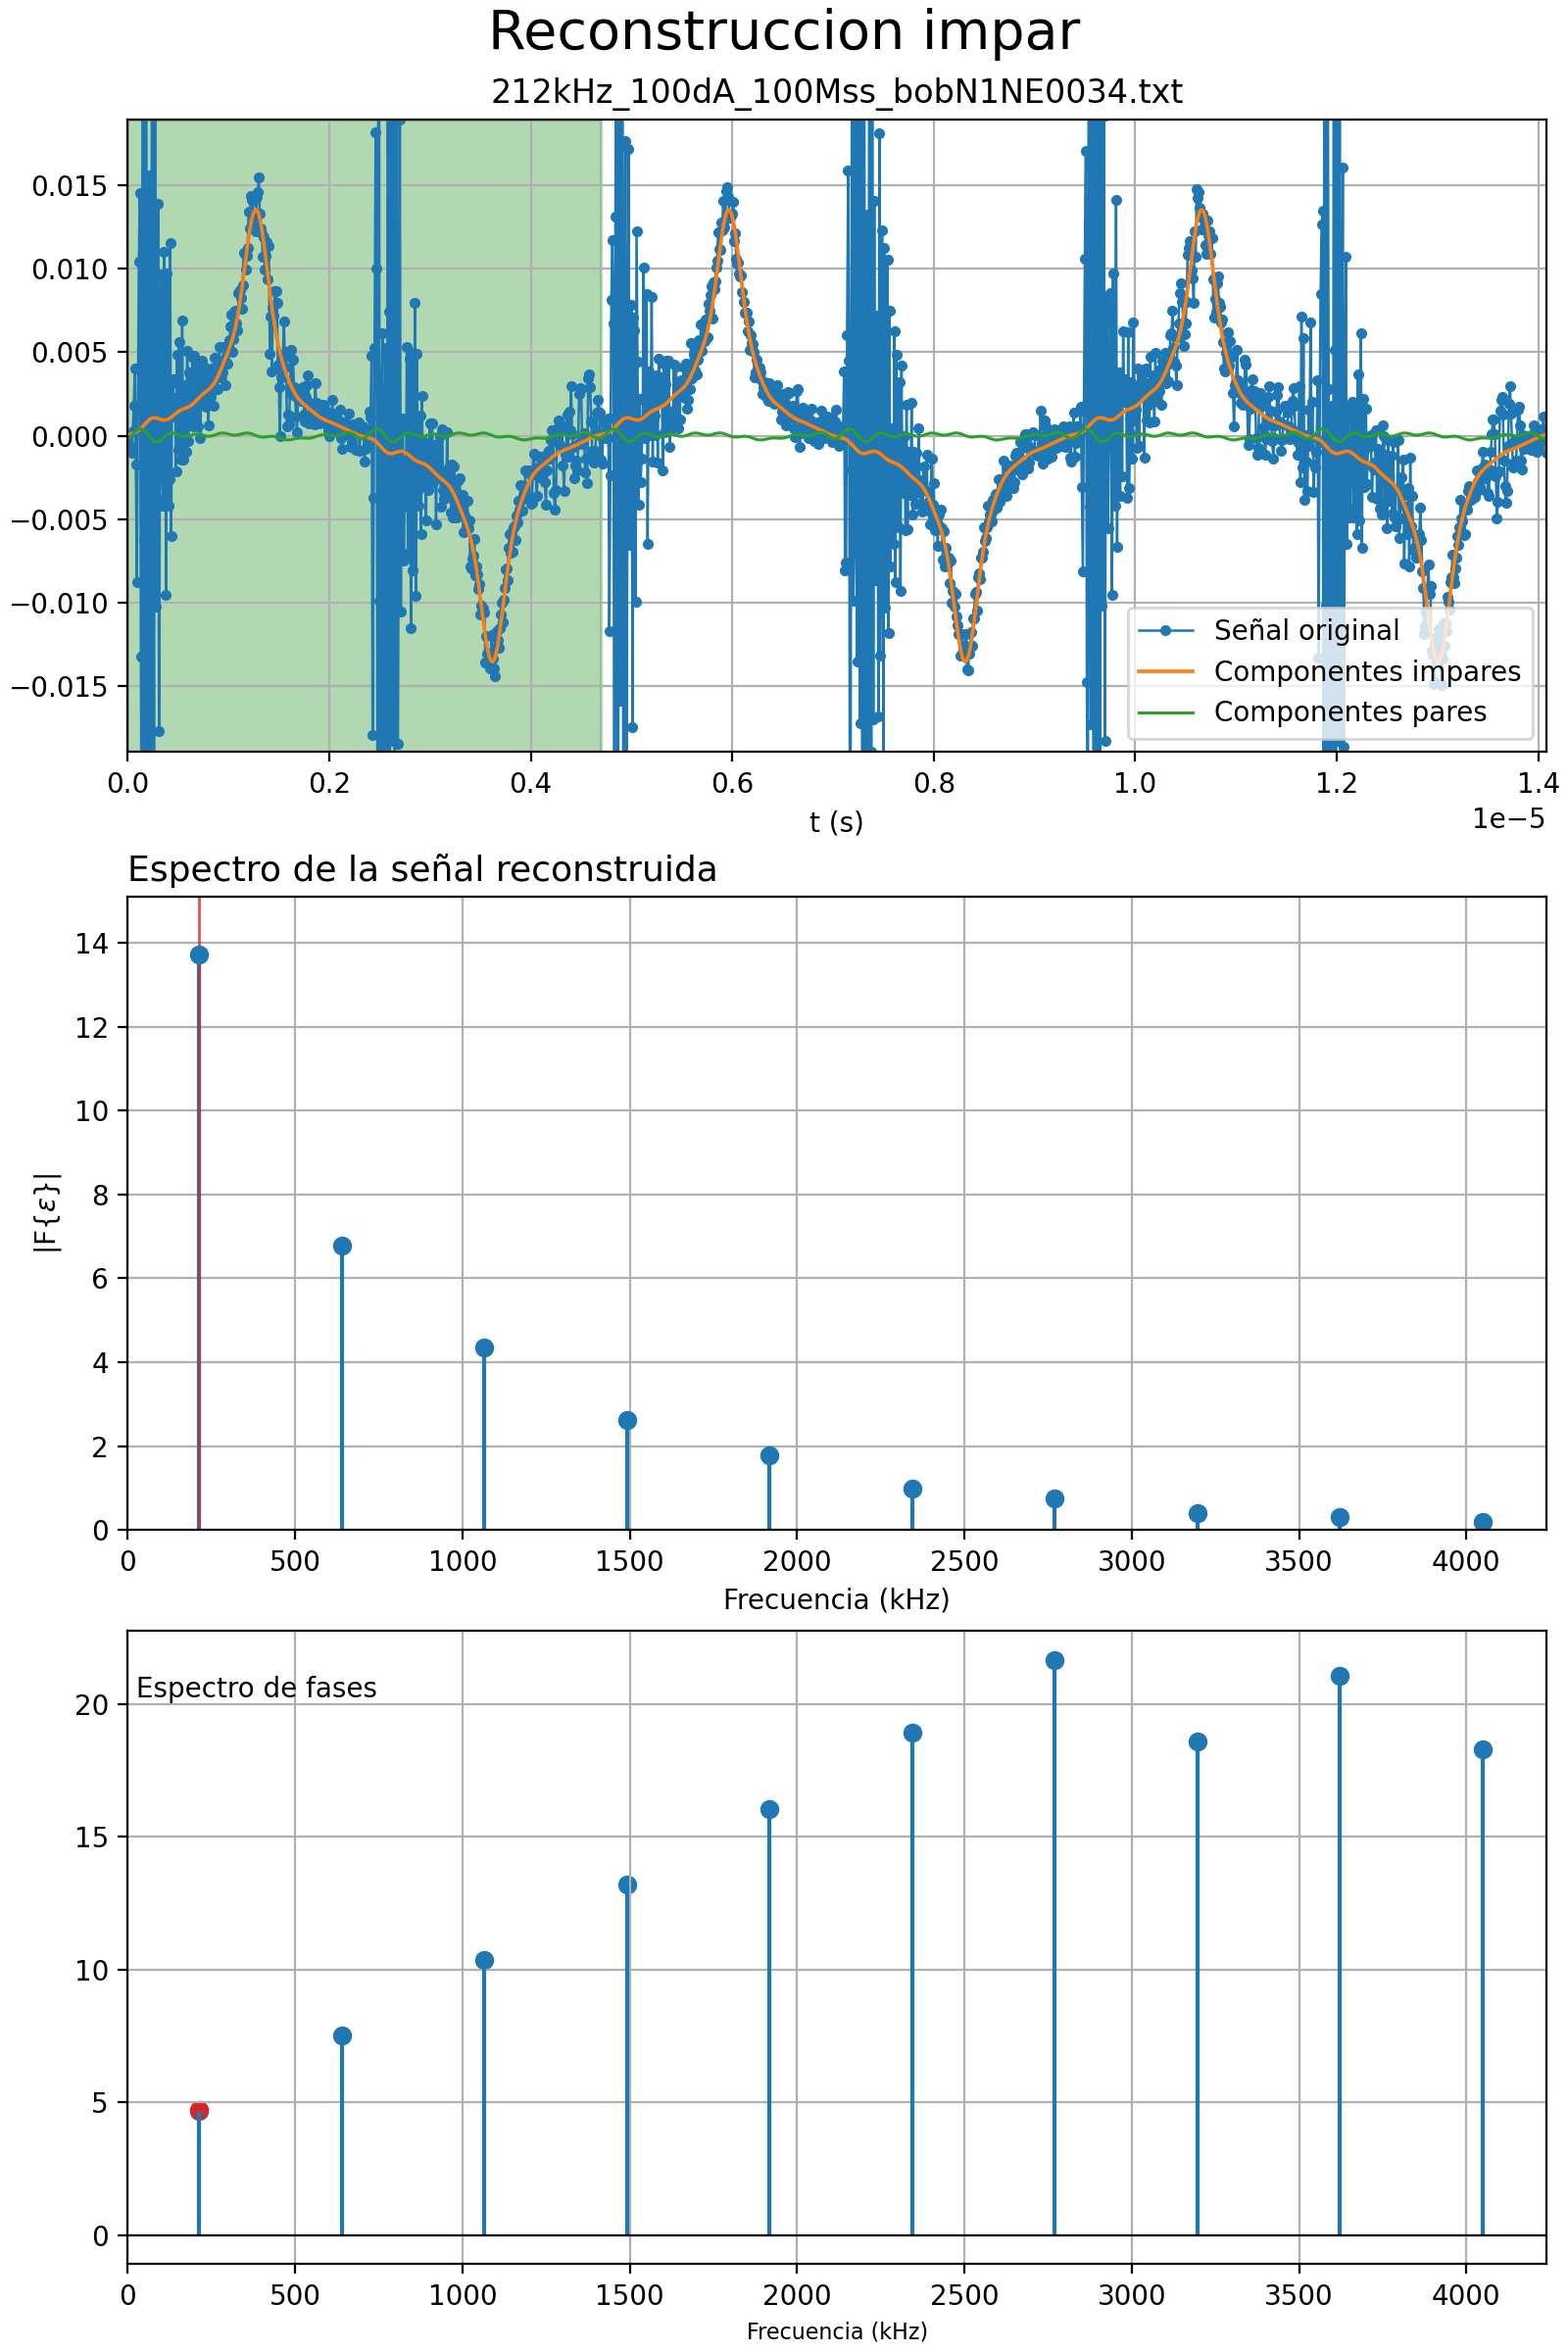 Reconstruccion impar
212kHz_100dA_100Mss_bobN1NE0034.txt
0.015
0.010
0.005
0.000
−0.005
−0.010
−0.015
Señal original
Componentes impares
Componentes pares
0.0 0.2 0.4 0.6 0.8 1.0 1.2 1.4
t (s)
1e−5
Espectro de la señal reconstruida
14
12
10
8
6
4
2
0
|F{ε}|
0 500 1000 1500 2000 2500 3000 3500 4000
Frecuencia (kHz)
Espectro de fases
20
15
10
5
0
0 500 1000 1500 2000 2500 3000 3500 4000
Frecuencia (kHz)